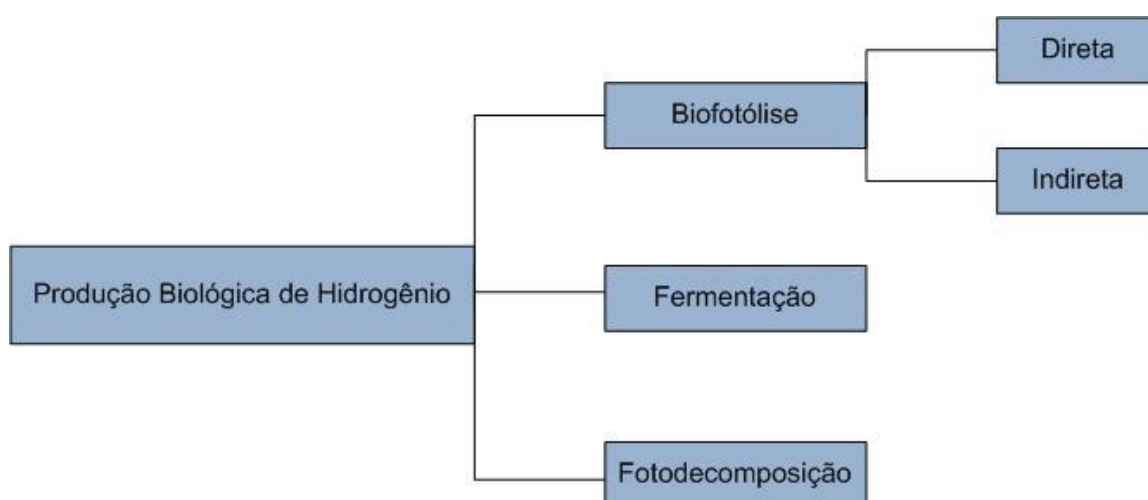 Direta
Biofotólise
Indireta
Produção Biológica de Hidrogênio
Fermentação
Fotodecomposição